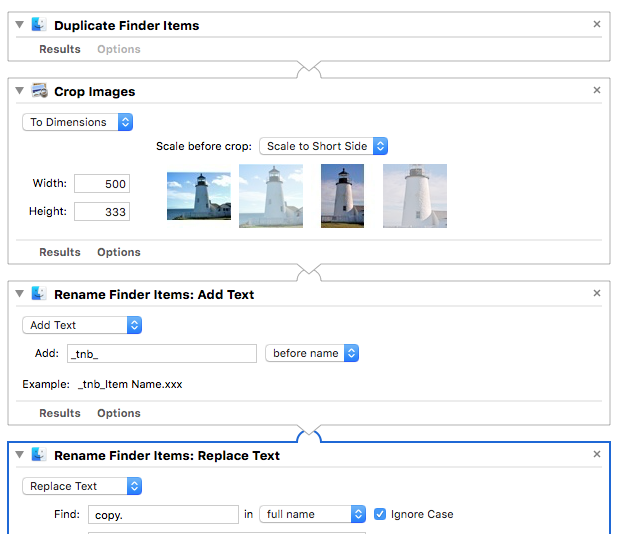 Duplicate Finder Items
Results Options
Crop Images
To Dimensions
Scale before crop: Scale to Short Side
Width: 500
Height: 333
Results Options
Rename Finder Items: Add Text
Add Text
Add: _tnb_ before name
Example: _tnb_Item Name.xxx
Results Options
Rename Finder Items: Replace Text
Replace Text
Find: copy. in full name Ignore Case